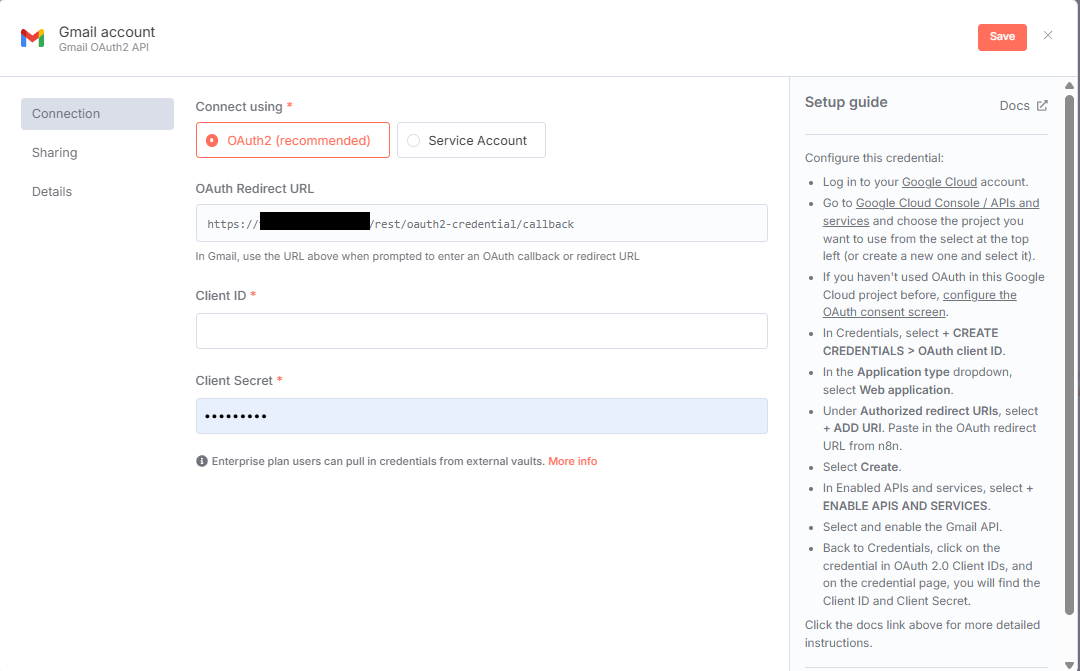 Gmail account
Gmail OAuth2 API
Save
Connection
Sharing
Details
Connect using *
OAuth2 (recommended)
Service Account
OAuth Redirect URL
https:// /rest/oauth2-credential/callback
In Gmail, use the URL above when prompted to enter an OAuth callback or redirect URL
Client ID *
Client Secret *
•••••••••
Enterprise plan users can pull in credentials from external vaults. More info
Setup guide
Docs
Configure this credential:
• Log in to your Google Cloud account.
• Go to Google Cloud Console / APIs and
services and choose the project you
want to use from the select at the top
left (or create a new one and select it).
• If you haven't used OAuth in this Google
Cloud project before, configure the
OAuth consent screen.
• In Credentials, select + CREATE
CREDENTIALS > OAuth client ID.
• In the Application type dropdown,
select Web application.
• Under Authorized redirect URIs, select
+ ADD URI. Paste in the OAuth redirect
URL from n8n.
• Select Create.
• In Enabled APIs and services, select +
ENABLE APIS AND SERVICES.
• Select and enable the Gmail API.
• Back to Credentials, click on the
credential in OAuth 2.0 Client IDs, and
on the credential page, you will find the
Client ID and Client Secret.
Click the docs link above for more detailed
instructions.